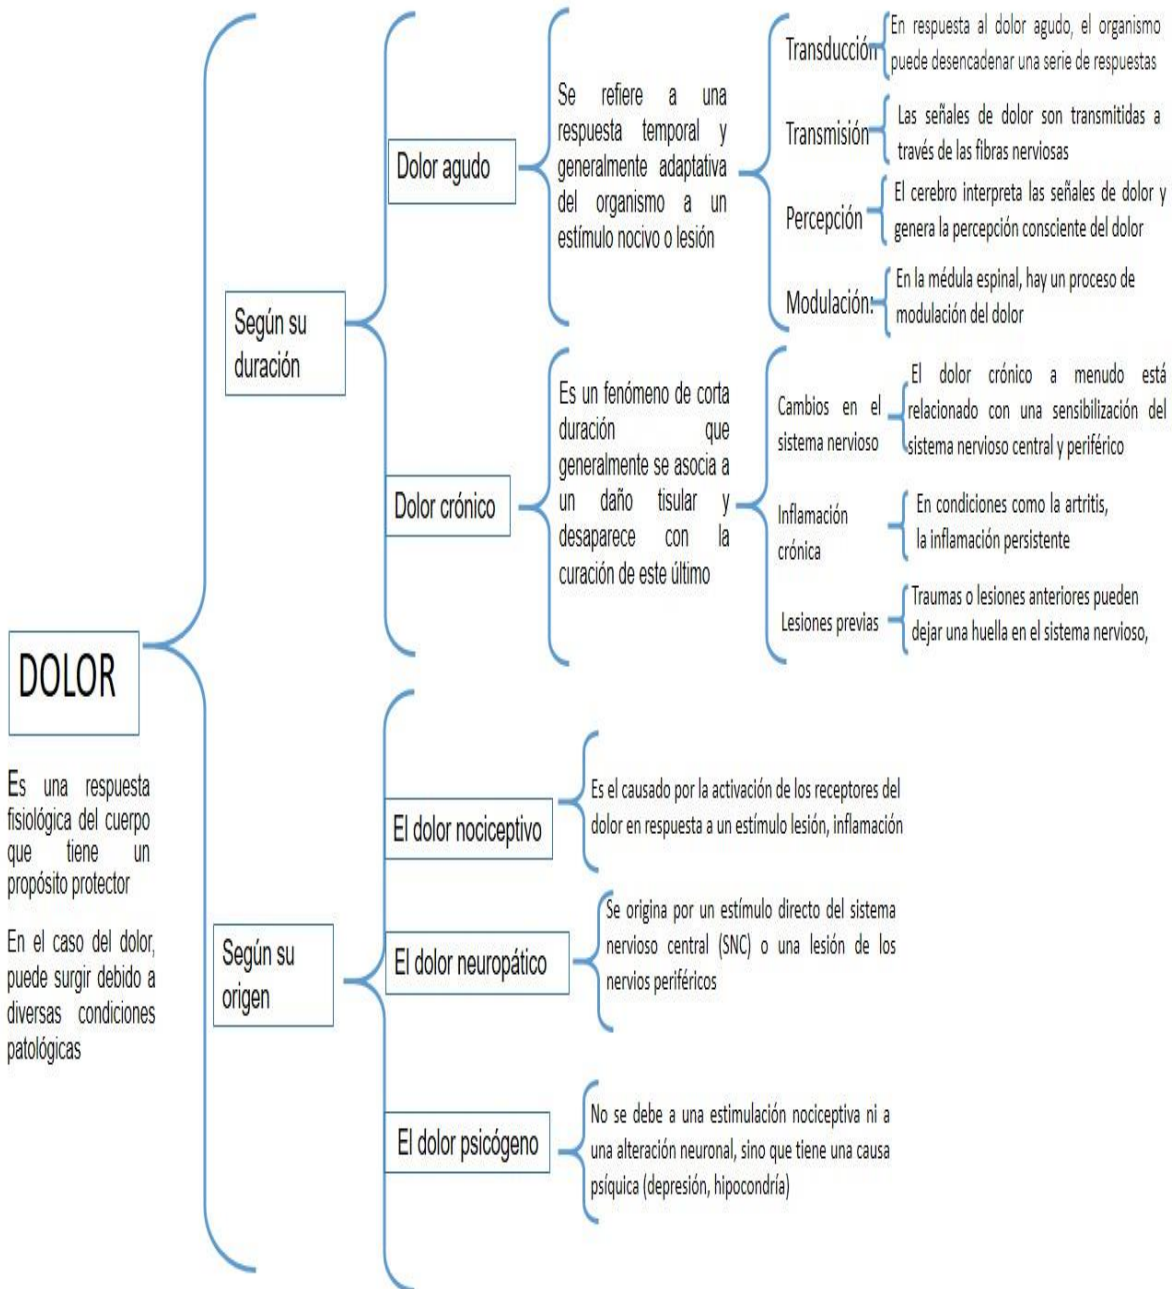 DOLOR
Es una respuesta
fisiológica del cuerpo
que tiene un
propósito protector
En el caso del dolor,
puede surgir debido a
diversas condiciones
patológicas
Según su
duración
Dolor agudo
Se refiere a una
respuesta temporal y
generalmente adaptativa
del organismo a un
estímulo nocivo o lesión
Transducción
En respuesta al dolor agudo, el organismo
puede desencadenar una serie de respuestas
Transmisión
Las señales de dolor son transmitidas a
través de las fibras nerviosas
Percepción
El cerebro interpreta las señales de dolor y
genera la percepción consciente del dolor
Modulación:
En la médula espinal, hay un proceso de
modulación del dolor
Dolor crónico
Es un fenómeno de corta
duración que
generalmente se asocia a
un daño tisular y
desaparece con la
curación de este último
Cambios en el
sistema nervioso
El dolor crónico a menudo está
relacionado con una sensibilización del
sistema nervioso central y periférico
Inflamación
crónica
En condiciones como la artritis,
la inflamación persistente
Lesiones previas
Traumas o lesiones anteriores pueden
dejar una huella en el sistema nervioso,
Según su
origen
El dolor nociceptivo
Es el causado por la activación de los receptores del
dolor en respuesta a un estímulo lesión, inflamación
El dolor neuropático
Se origina por un estímulo directo del sistema
nervioso central (SNC) o una lesión de los
nervios periféricos
El dolor psicógeno
No se debe a una estimulación nociceptiva ni a
una alteración neuronal, sino que tiene una causa
psíquica (depresión, hipocondría)